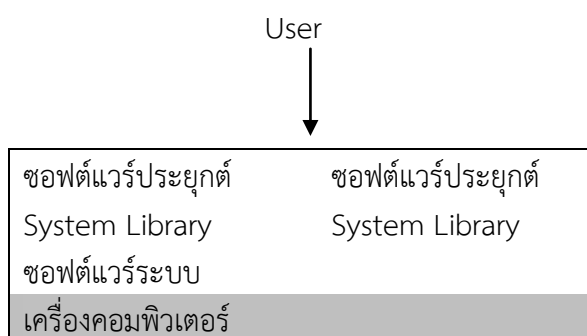 User
ซอฟต์แวร์ประยุกต์ ซอฟต์แวร์ประยุกต์
System Library System Library
ซอฟต์แวร์ระบบ
เครื่องคอมพิวเตอร์